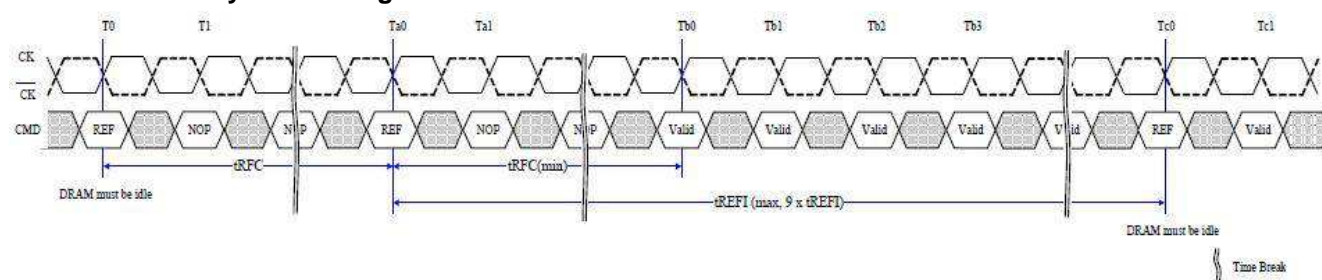 T0 T1 Ta0 Ta1 Tb0 Tb1 Tb2 Tb3 Tc0 Tc1
CK
CK
CMD REF NOP NOP REF NOP NOP Valid Valid Valid Valid Valid REF Valid
tRFC tRFC(min)
DRAM must be idle
tREFI (max, 9 x tREFI)
DRAM must be idle
Time Break